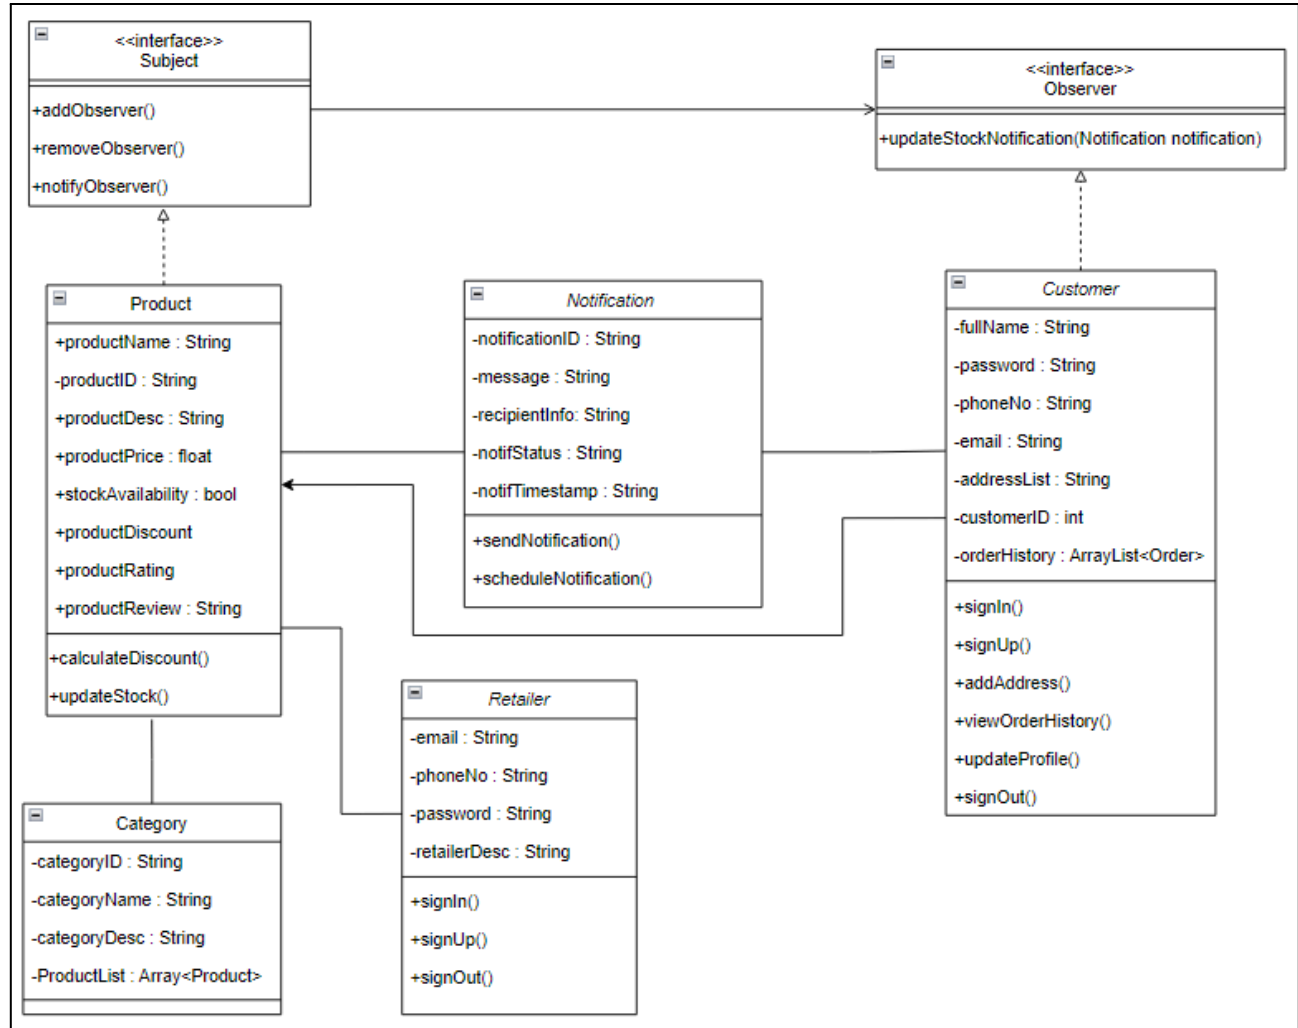 <<interface>>
Subject
+addObserver()
+removeObserver()
+notifyObserver()
<<interface>>
Observer
+updateStockNotification(Notification notification)
Product
+productName : String
-productID : String
+productDesc : String
+productPrice : float
+stockAvailability : bool
+productDiscount
+productRating
+productReview : String
+calculateDiscount()
+updateStock()
Notification
-notificationID : String
-message : String
-recipientInfo: String
-notifStatus : String
-notifTimestamp : String
+sendNotification()
+scheduleNotification()
Customer
-fullName : String
-password : String
-phoneNo : String
-email : String
-addressList : String
-customerID : int
-orderHistory : ArrayList<Order>
+signIn()
+signUp()
+addAddress()
+viewOrderHistory()
+updateProfile()
+signOut()
Retailer
-email : String
-phoneNo : String
-password : String
-retailerDesc : String
+signIn()
+signUp()
+signOut()
Category
-categoryID : String
-categoryName : String
-categoryDesc : String
-ProductList : Array<Product>